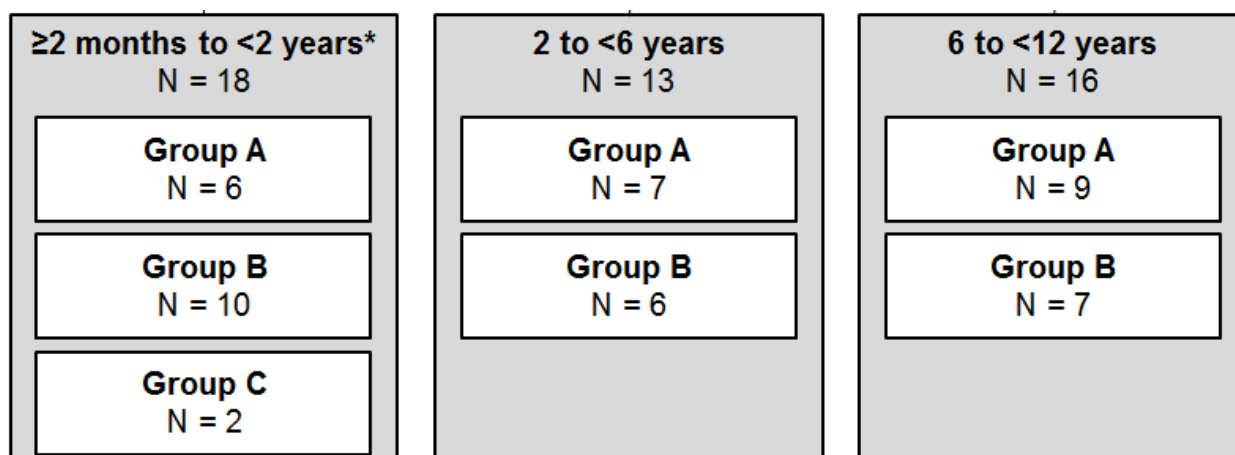 ≥2 months to <2 years*
N = 18
Group A
N = 6
Group B
N = 10
Group C
N = 2
2 to <6 years
N = 13
Group A
N = 7
Group B
N = 6
6 to <12 years
N = 16
Group A
N = 9
Group B
N = 7